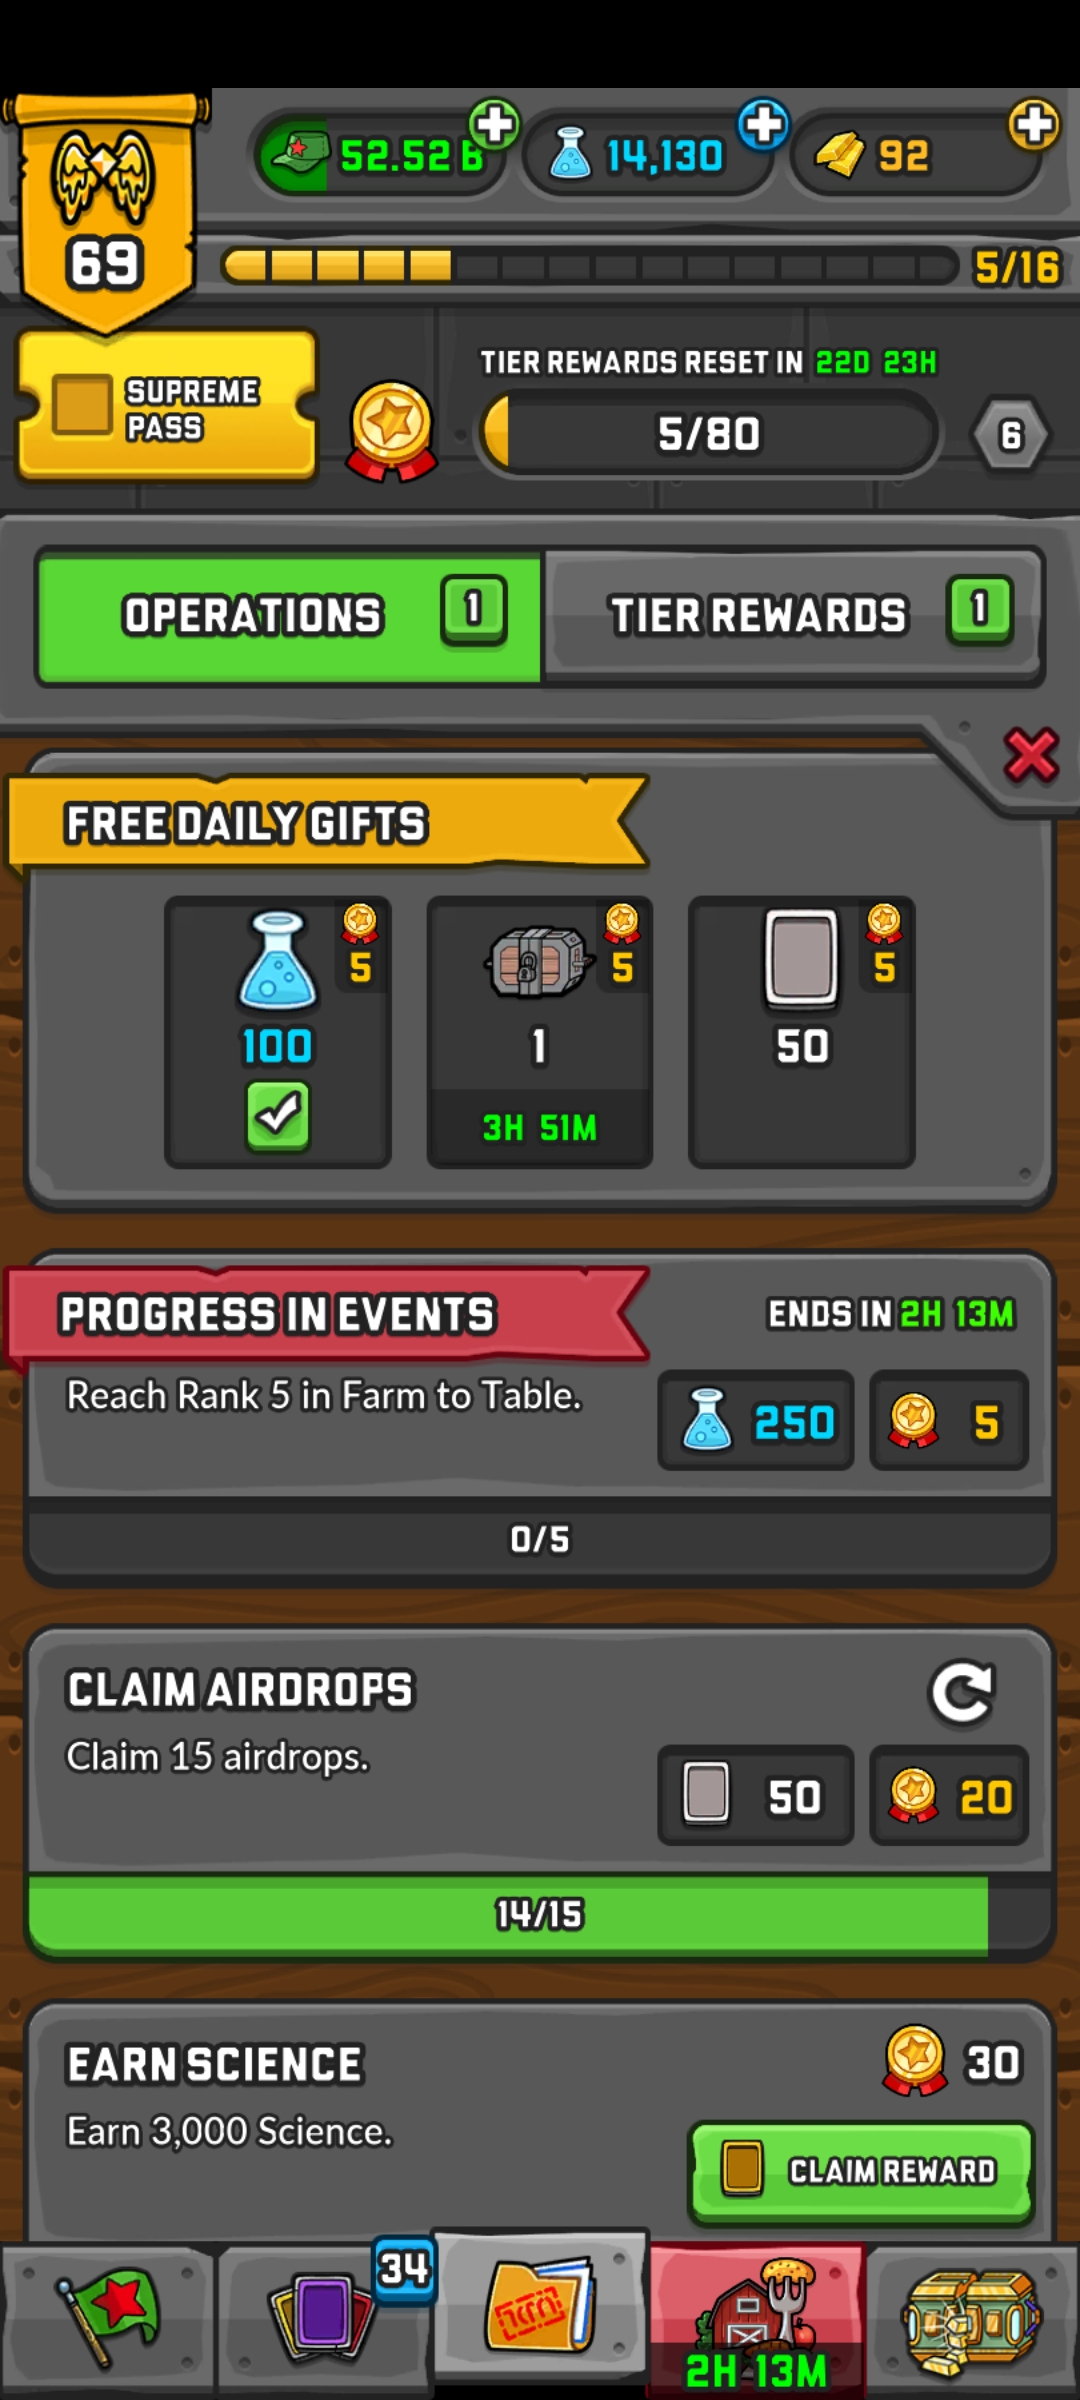 52.52 B
14,130
92
69
5/16
SUPREME
PASS
TIER REWARDS RESET IN 22D 23H
5/80
6
OPERATIONS 1
TIER REWARDS 1
FREE DAILY GIFTS
5
5
5
100
1
50
3H 51M
PROGRESS IN EVENTS
ENDS IN 2H 13M
Reach Rank 5 in Farm to Table.
250
5
0/5
CLAIM AIRDROPS
Claim 15 airdrops.
50
20
14/15
EARN SCIENCE
30
Earn 3,000 Science.
CLAIM REWARD
34
2H 13M